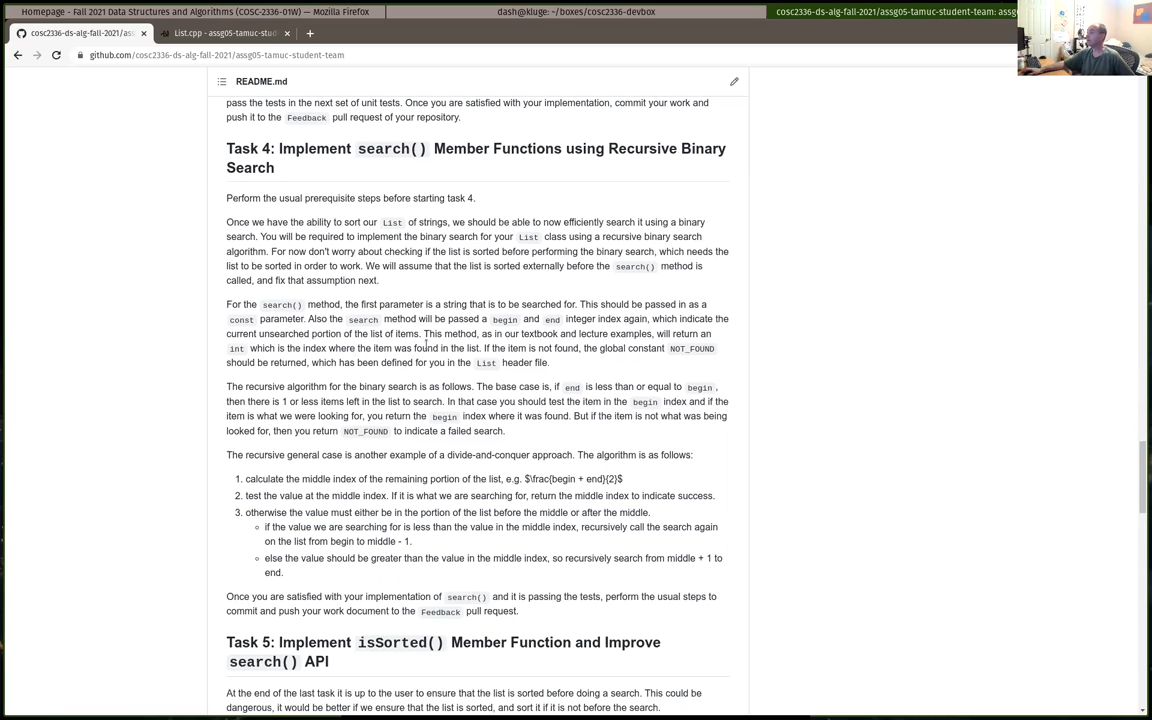 Homepage - Fall 2021 Data Structures and Algorithms (COSC-2336-01W) — Mozilla Firefox
dash@kluge: ~/boxes/cosc2336-devbox
cosc2336-ds-alg-fall-2021/assg05-tamuc-student-team: assg
cosc2336-ds-alg-fall-2021/ass
List.cpp - assg05-tamuc-stud
github.com/cosc2336-ds-alg-fall-2021/assg05-tamuc-student-team
README.md
pass the tests in the next set of unit tests. Once you are satisfied with your implementation, commit your work and
push it to the Feedback pull request of your repository.
Task 4: Implement search() Member Functions using Recursive Binary
Search
Perform the usual prerequisite steps before starting task 4.
Once we have the ability to sort our List of strings, we should be able to now efficiently search it using a binary
search. You will be required to implement the binary search for your List class using a recursive binary search
algorithm. For now don't worry about checking if the list is sorted before performing the binary search, which needs the
list to be sorted in order to work. We will assume that the list is sorted externally before the search() method is
called, and fix that assumption next.
For the search() method, the first parameter is a string that is to be searched for. This should be passed in as a
const parameter. Also the search method will be passed a begin and end integer index again, which indicate the
current unsearched portion of the list of items. This method, as in our textbook and lecture examples, will return an
int which is the index where the item was found in the list. If the item is not found, the global constant NOT_FOUND
should be returned, which has been defined for you in the List header file.
The recursive algorithm for the binary search is as follows. The base case is, if end is less than or equal to begin ,
then there is 1 or less items left in the list to search. In that case you should test the item in the begin index and if the
item is what we were looking for, you return the begin index where it was found. But if the item is not what was being
looked for, then you return NOT_FOUND to indicate a failed search.
The recursive general case is another example of a divide-and-conquer approach. The algorithm is as follows:
1. calculate the middle index of the remaining portion of the list, e.g. $\frac{begin + end}{2}$
2. test the value at the middle index. If it is what we are searching for, return the middle index to indicate success.
3. otherwise the value must either be in the portion of the list before the middle or after the middle.
◦ if the value we are searching for is less than the value in the middle index, recursively call the search again
on the list from begin to middle - 1.
◦ else the value should be greater than the value in the middle index, so recursively search from middle + 1 to
end.
Once you are satisfied with your implementation of search() and it is passing the tests, perform the usual steps to
commit and push your work document to the Feedback pull request.
Task 5: Implement isSorted() Member Function and Improve
search() API
At the end of the last task it is up to the user to ensure that the list is sorted before doing a search. This could be
dangerous, it would be better if we ensure that the list is sorted, and sort it if it is not before the search.